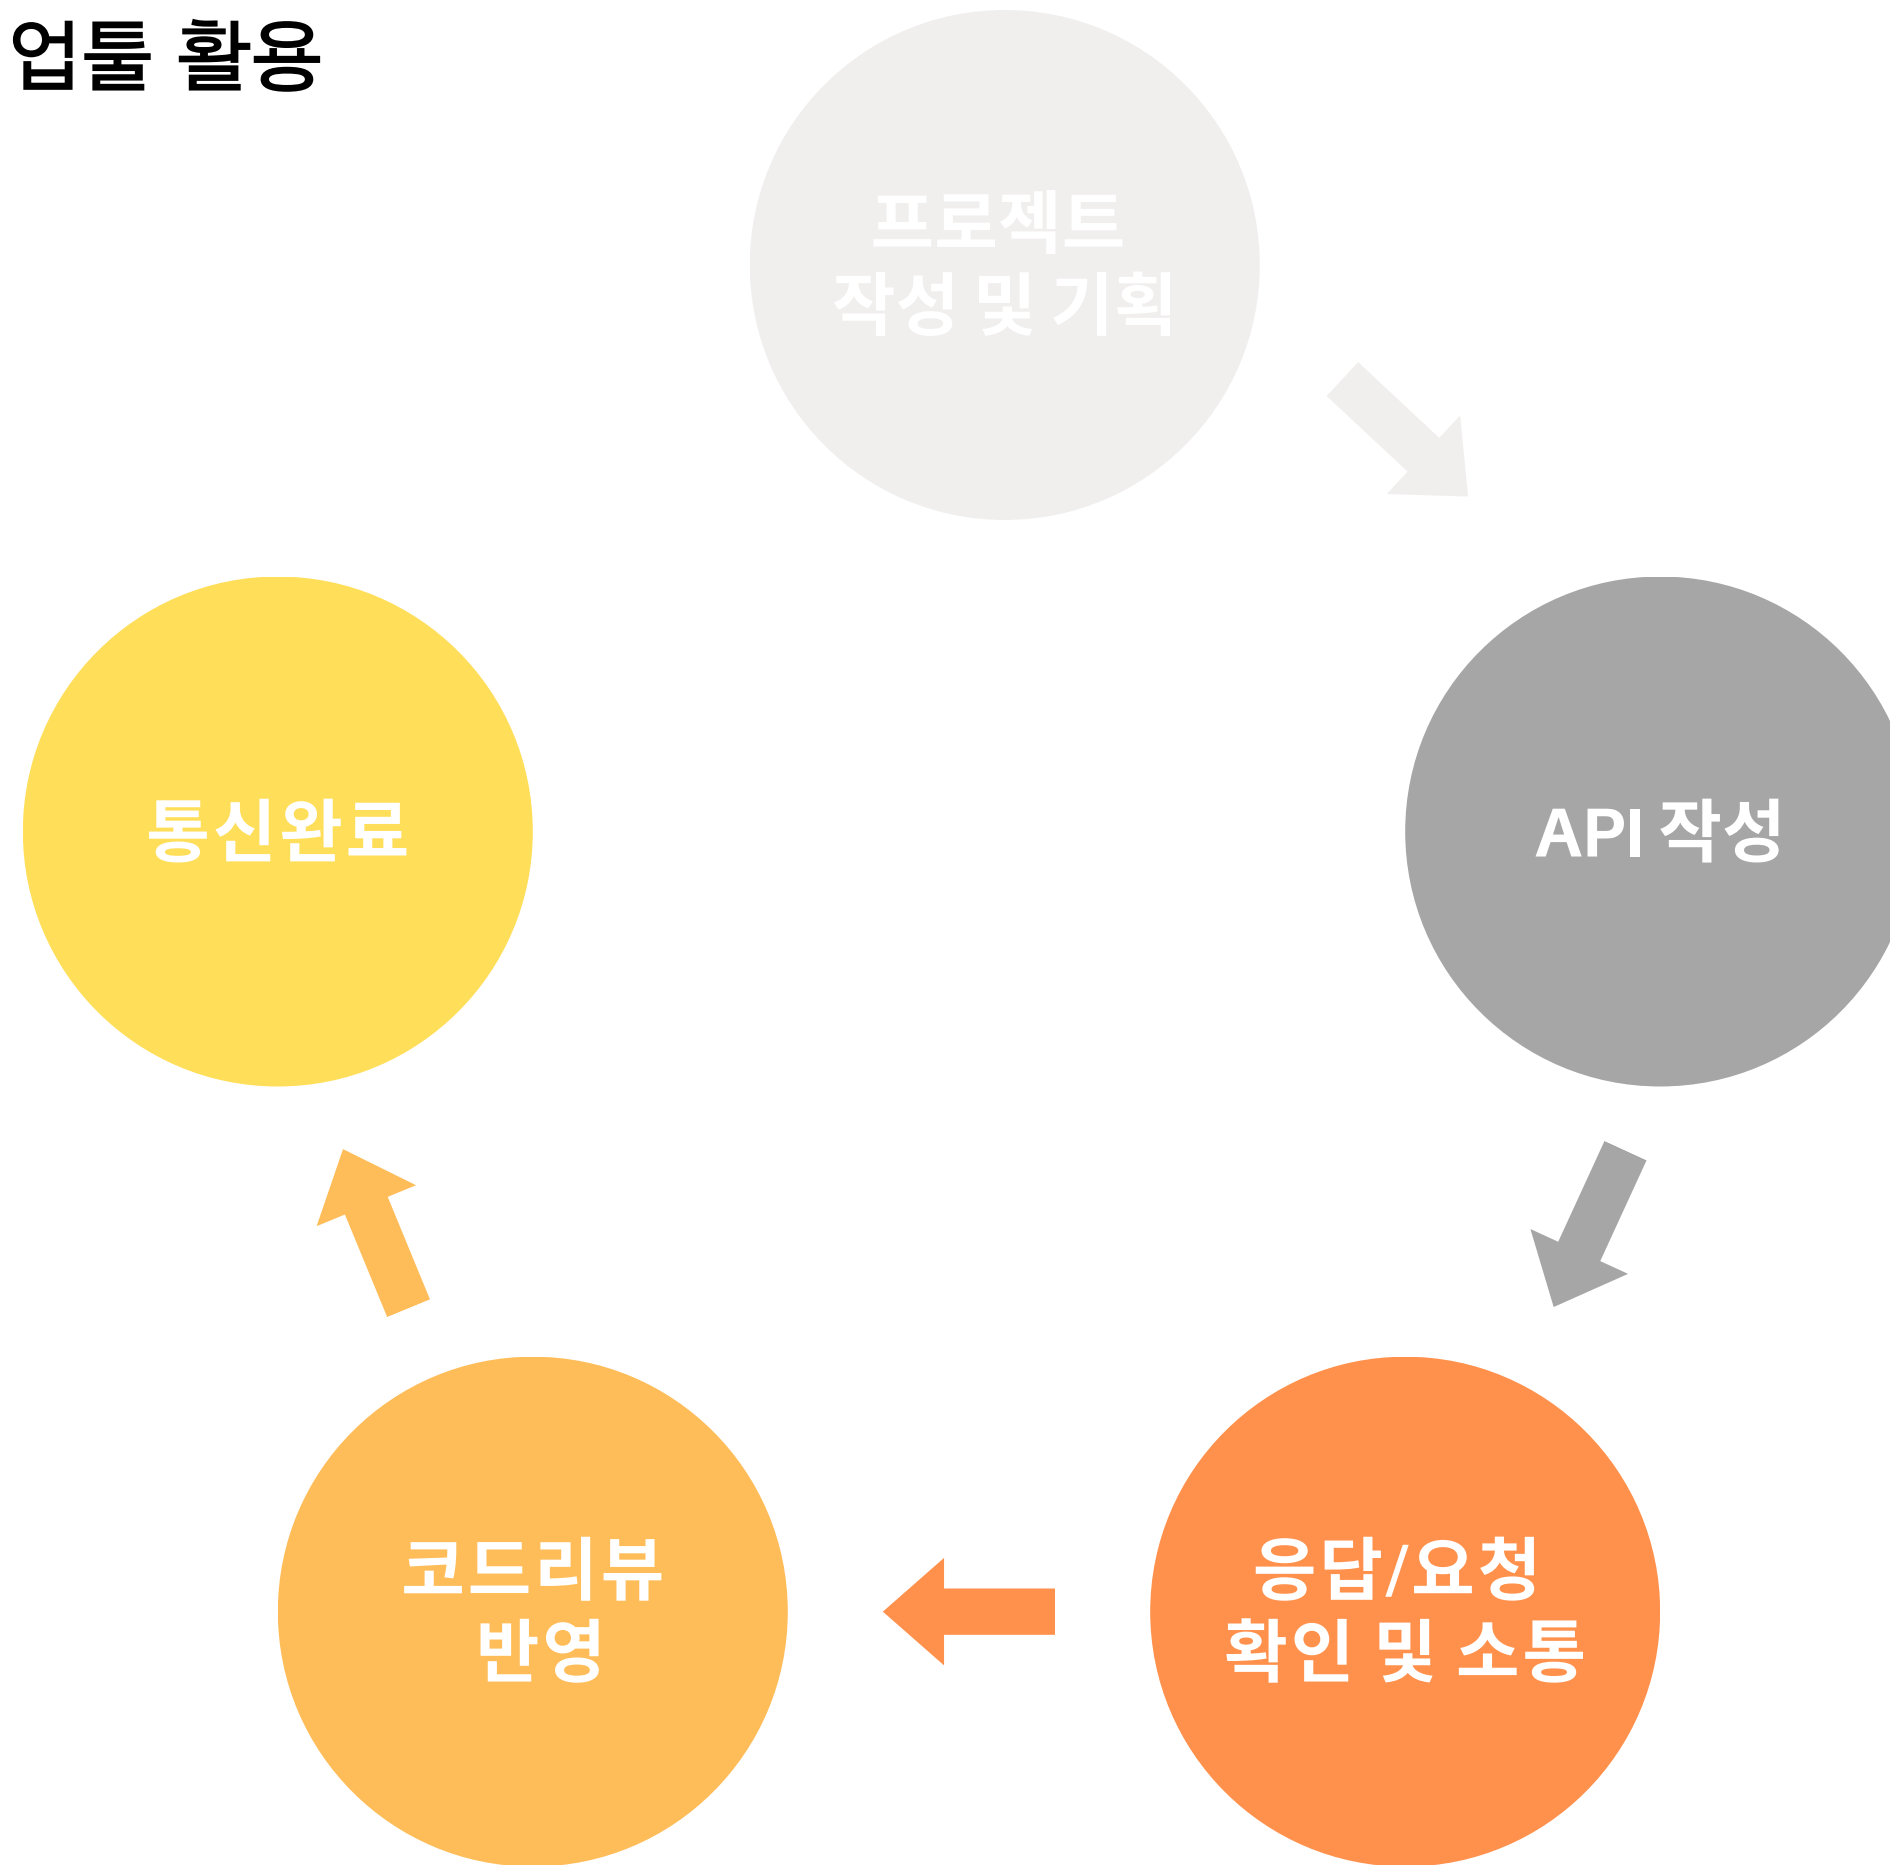 업툴 활용
프로젝트
작성 및 기획
API 작성
응답/요청
확인 및 소통
코드리뷰
반영
통신완료